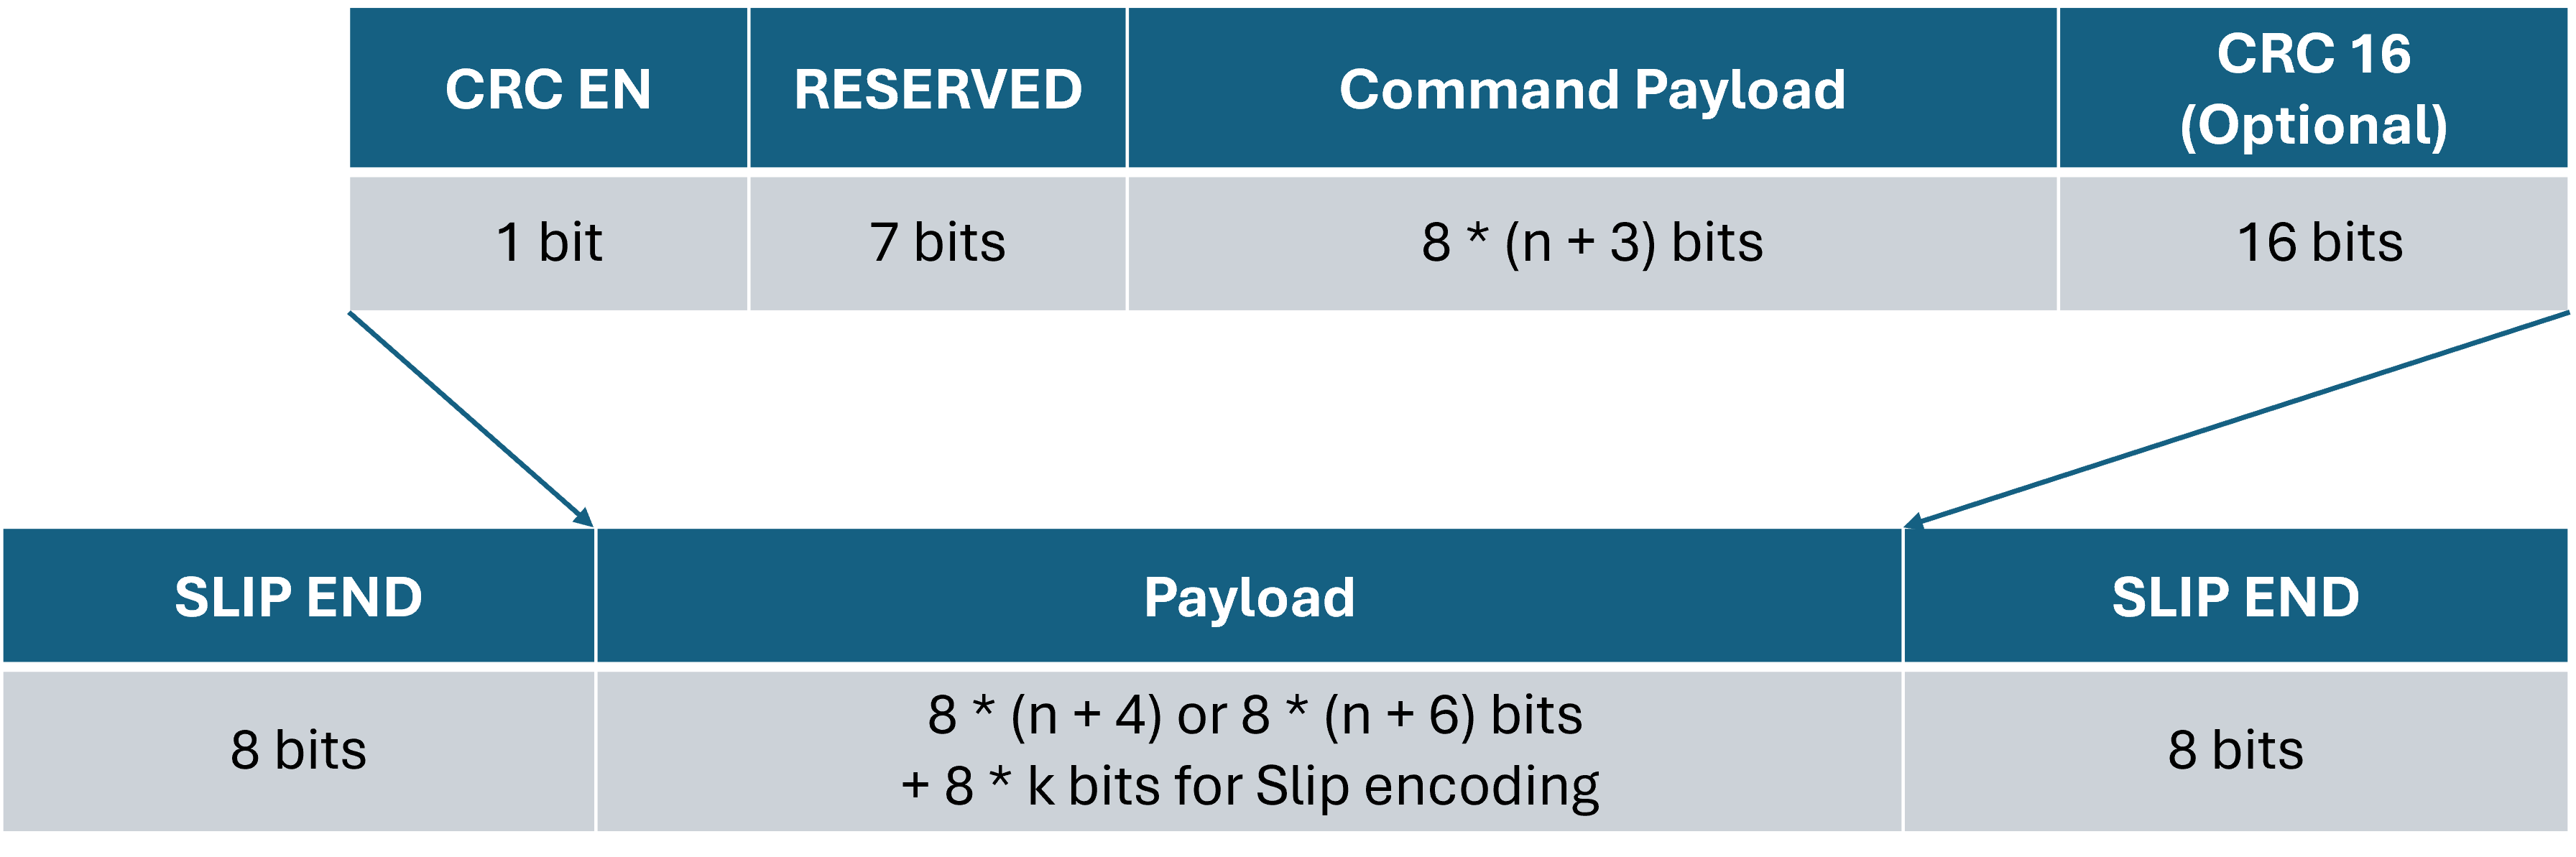 CRC EN
RESERVED
Command Payload
CRC 16
(Optional)
1 bit
7 bits
8 * (n + 3) bits
16 bits
SLIP END
Payload
SLIP END
8 bits
8 * (n + 4) or 8 * (n + 6) bits
+ 8 * k bits for Slip encoding
8 bits